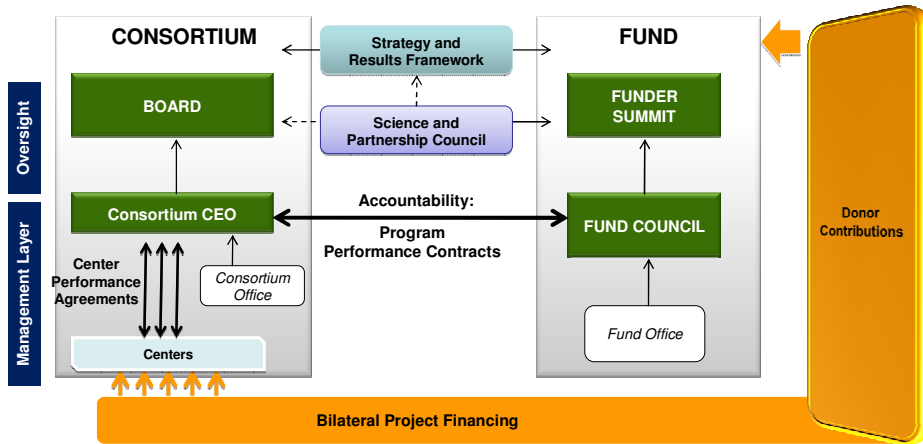 CONSORTIUM
Strategy and
Results Framework
FUND
BOARD
FUNDER
SUMMIT
Science and
Partnership Council
Oversight
Consortium CEO
Accountability:
Program
Performance Contracts
FUND COUNCIL
Donor
Contributions
Management Layer
Center
Performance
Agreements
Consortium
Office
Fund Office
Centers
Bilateral Project Financing